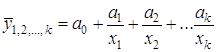 ȳ₁,₂,...,ₖ = a₀ + a₁/x₁ + a₂/x₂ + ...aₖ/xₖ